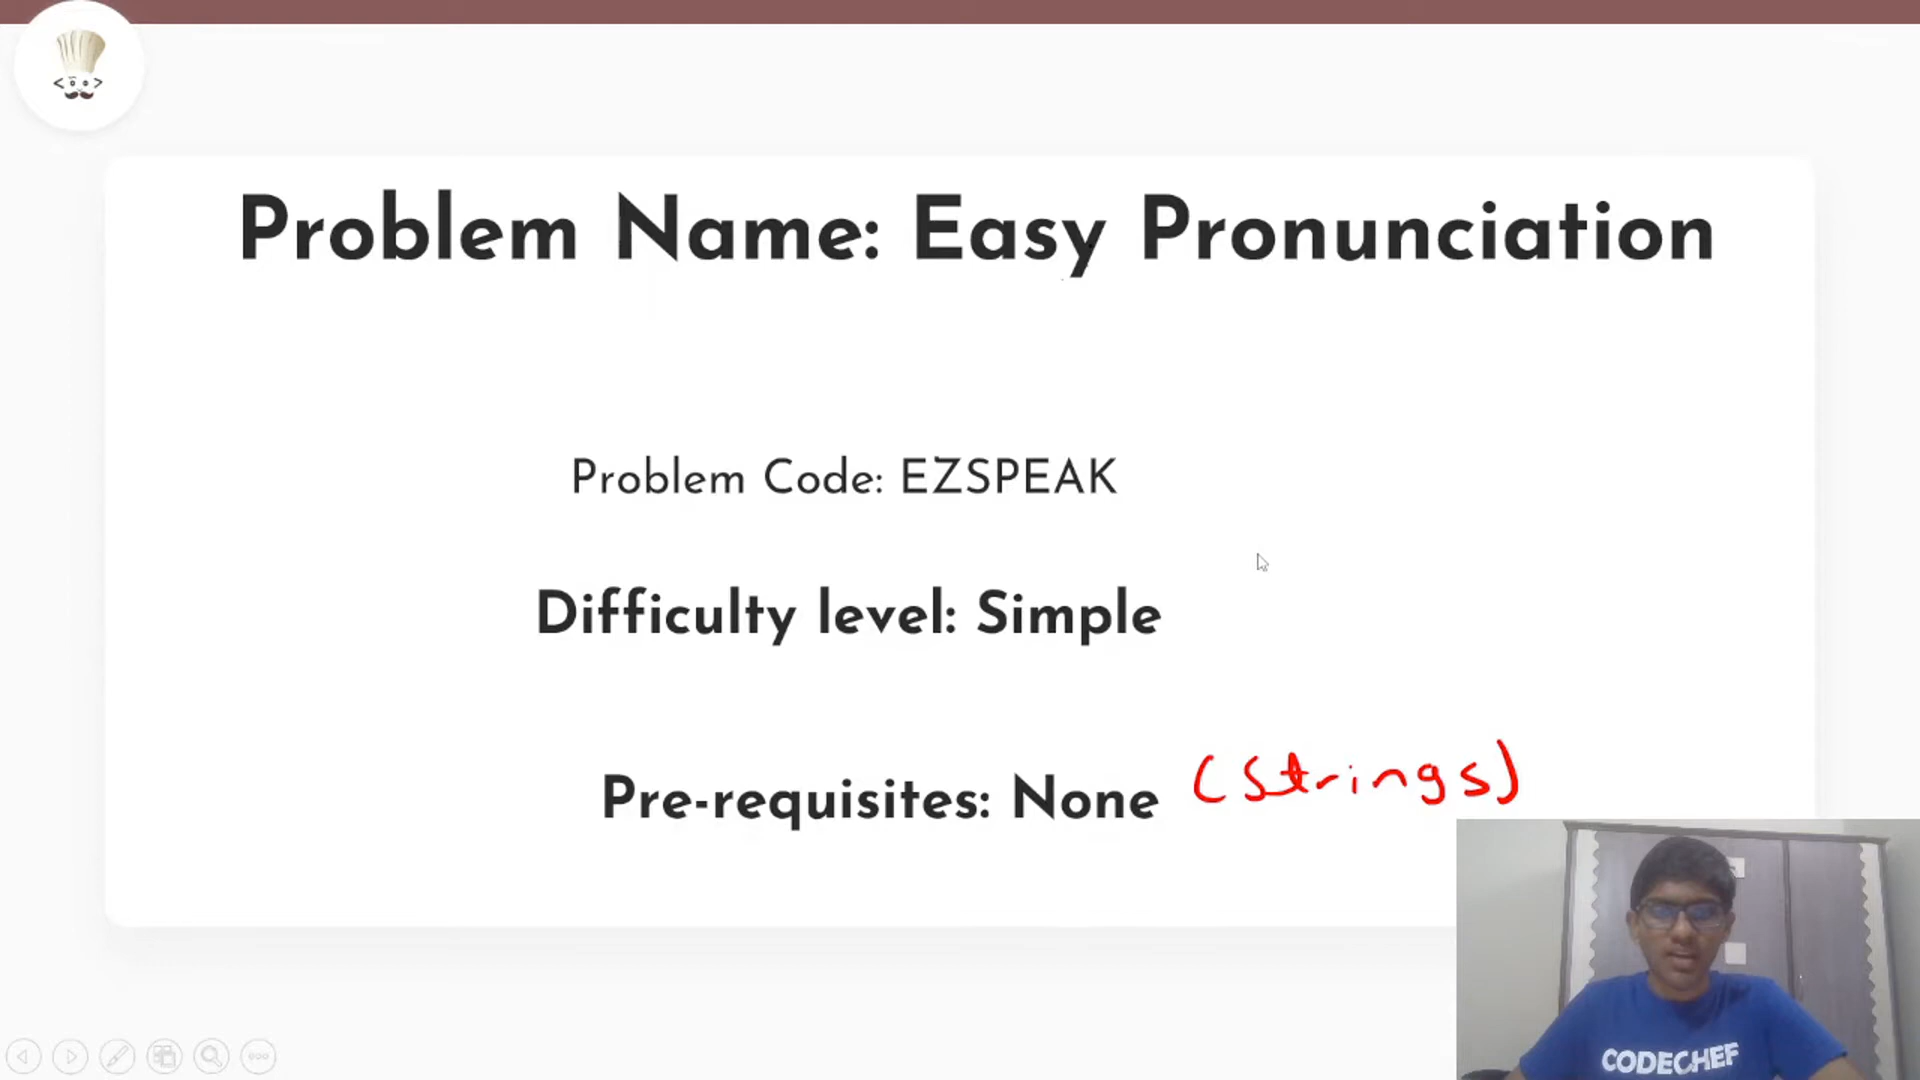 Problem Name: Easy Pronunciation
Problem Code: EZSPEAK
Difficulty level: Simple
Pre-requisites: None (Strings)
CODECHEF